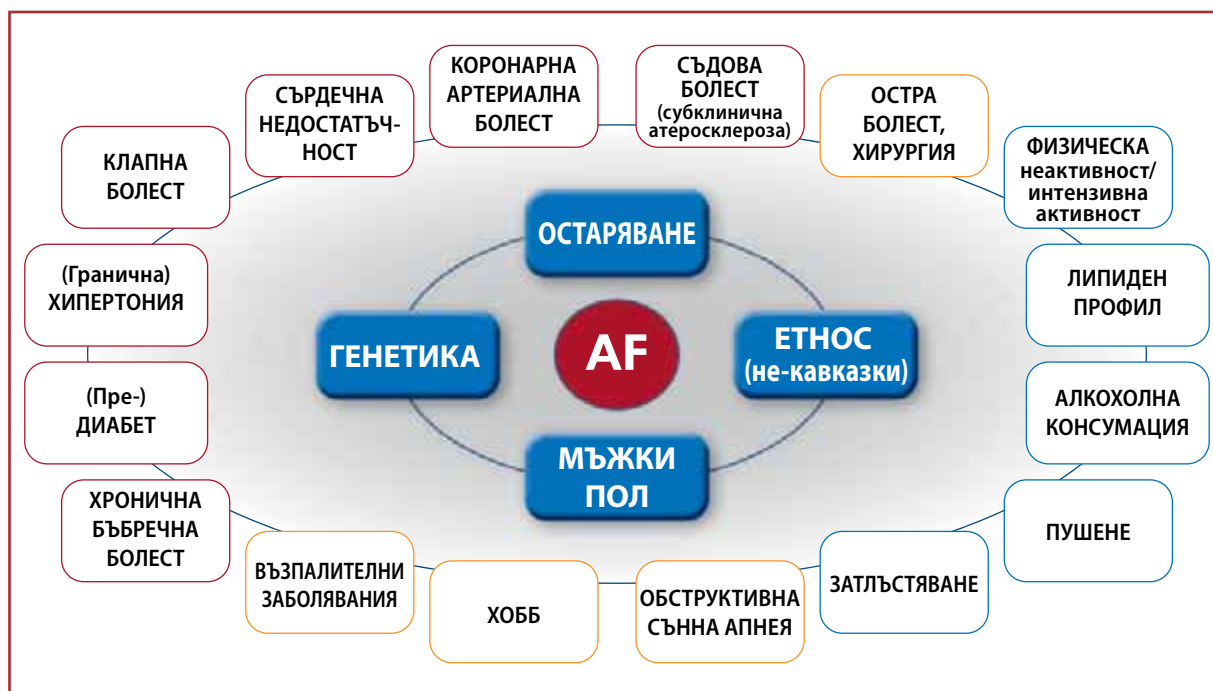 КОРОНАРНА
АРТЕРИАЛНА
БОЛЕСТ
СЪДОВА
БОЛЕСТ
(субклинична
атеросклероза)
СЪРДЕЧНА
НЕДОСТАТЪЧ-
НОСТ
ОСТРА
БОЛЕСТ,
ХИРУРГИЯ
КЛАПНА
БОЛЕСТ
ФИЗИЧЕСКА
неактивност/
интензивна
активност
ОСТАРЯВАНЕ
(Гранична)
ХИПЕРТОНИЯ
ЛИПИДЕН
ПРОФИЛ
ГЕНЕТИКА
AF
ЕТНОС
(не-кавказки)
(Пре-)
ДИАБЕТ
АЛКОХОЛНА
КОНСУМАЦИЯ
МЪЖКИ
ПОЛ
ХРОНИЧНА
БЪБРЕЧНА
БОЛЕСТ
ПУШЕНЕ
ВЪЗПАЛИТЕЛНИ
ЗАБОЛЯВАНИЯ
ХОББ
ОБСТРУКТИВНА
СЪННА АПНЕЯ
ЗАТЛЪСТЯВАНЕ